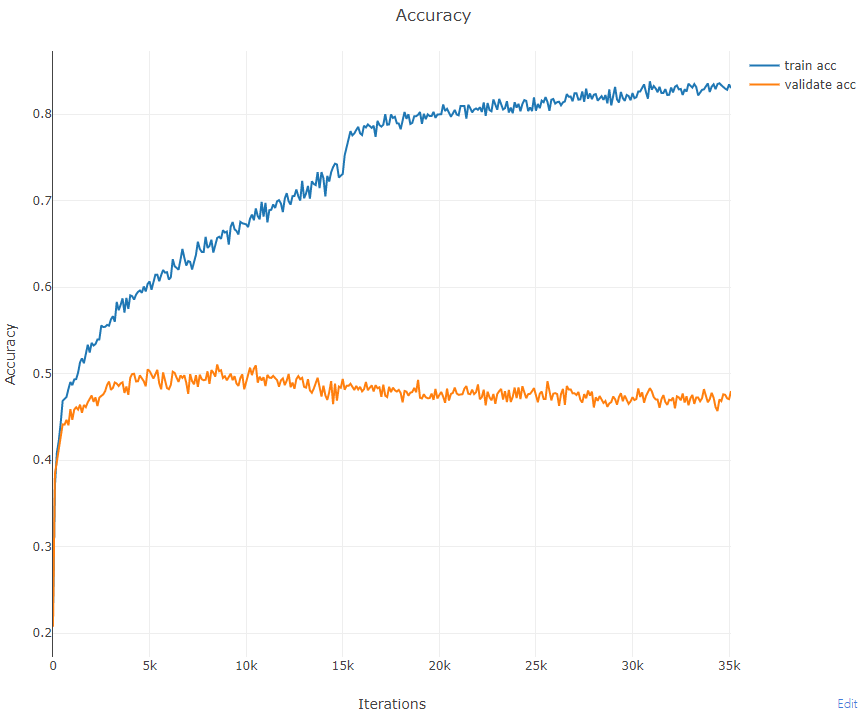 Accuracy
train acc
validate acc
0.8
0.7
0.6
0.5
0.4
0.3
0.2
Accuracy
0 5k 10k 15k 20k 25k 30k 35k
Iterations
Edit